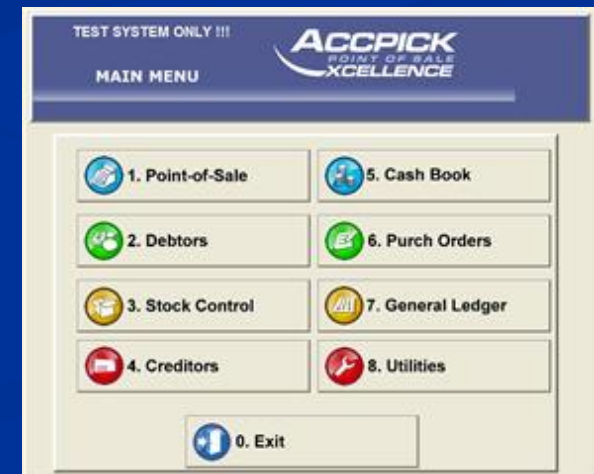 TEST SYSTEM ONLY !!!
ACCPICK
POINT OF SALE
XCELLENCE
MAIN MENU
1. Point-of-Sale
5. Cash Book
2. Debtors
6. Purch Orders
3. Stock Control
7. General Ledger
4. Creditors
8. Utilities
0. Exit